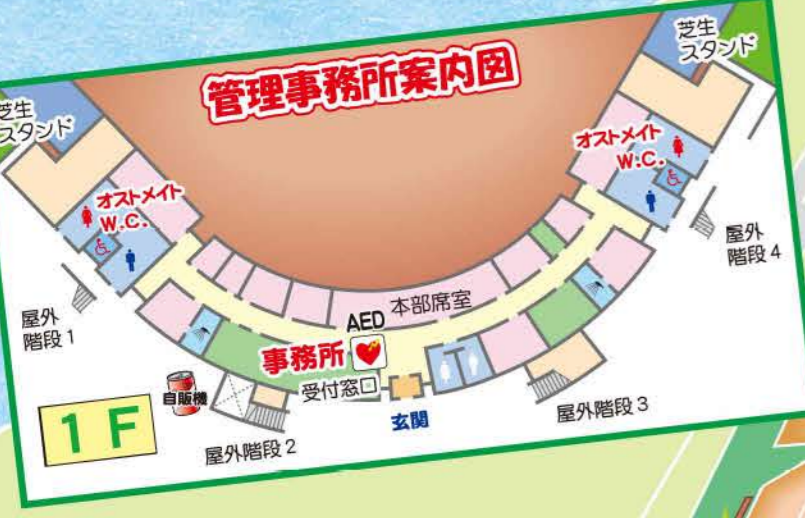 管理事務所案内図
芝生
スタンド
芝生
スタンド
オストメイト
W.C.
オストメイト
W.C.
屋外
階段1
屋外
階段4
本部席室
AED
事務所
受付窓口
自販機
玄関
1F
屋外階段2
屋外階段3